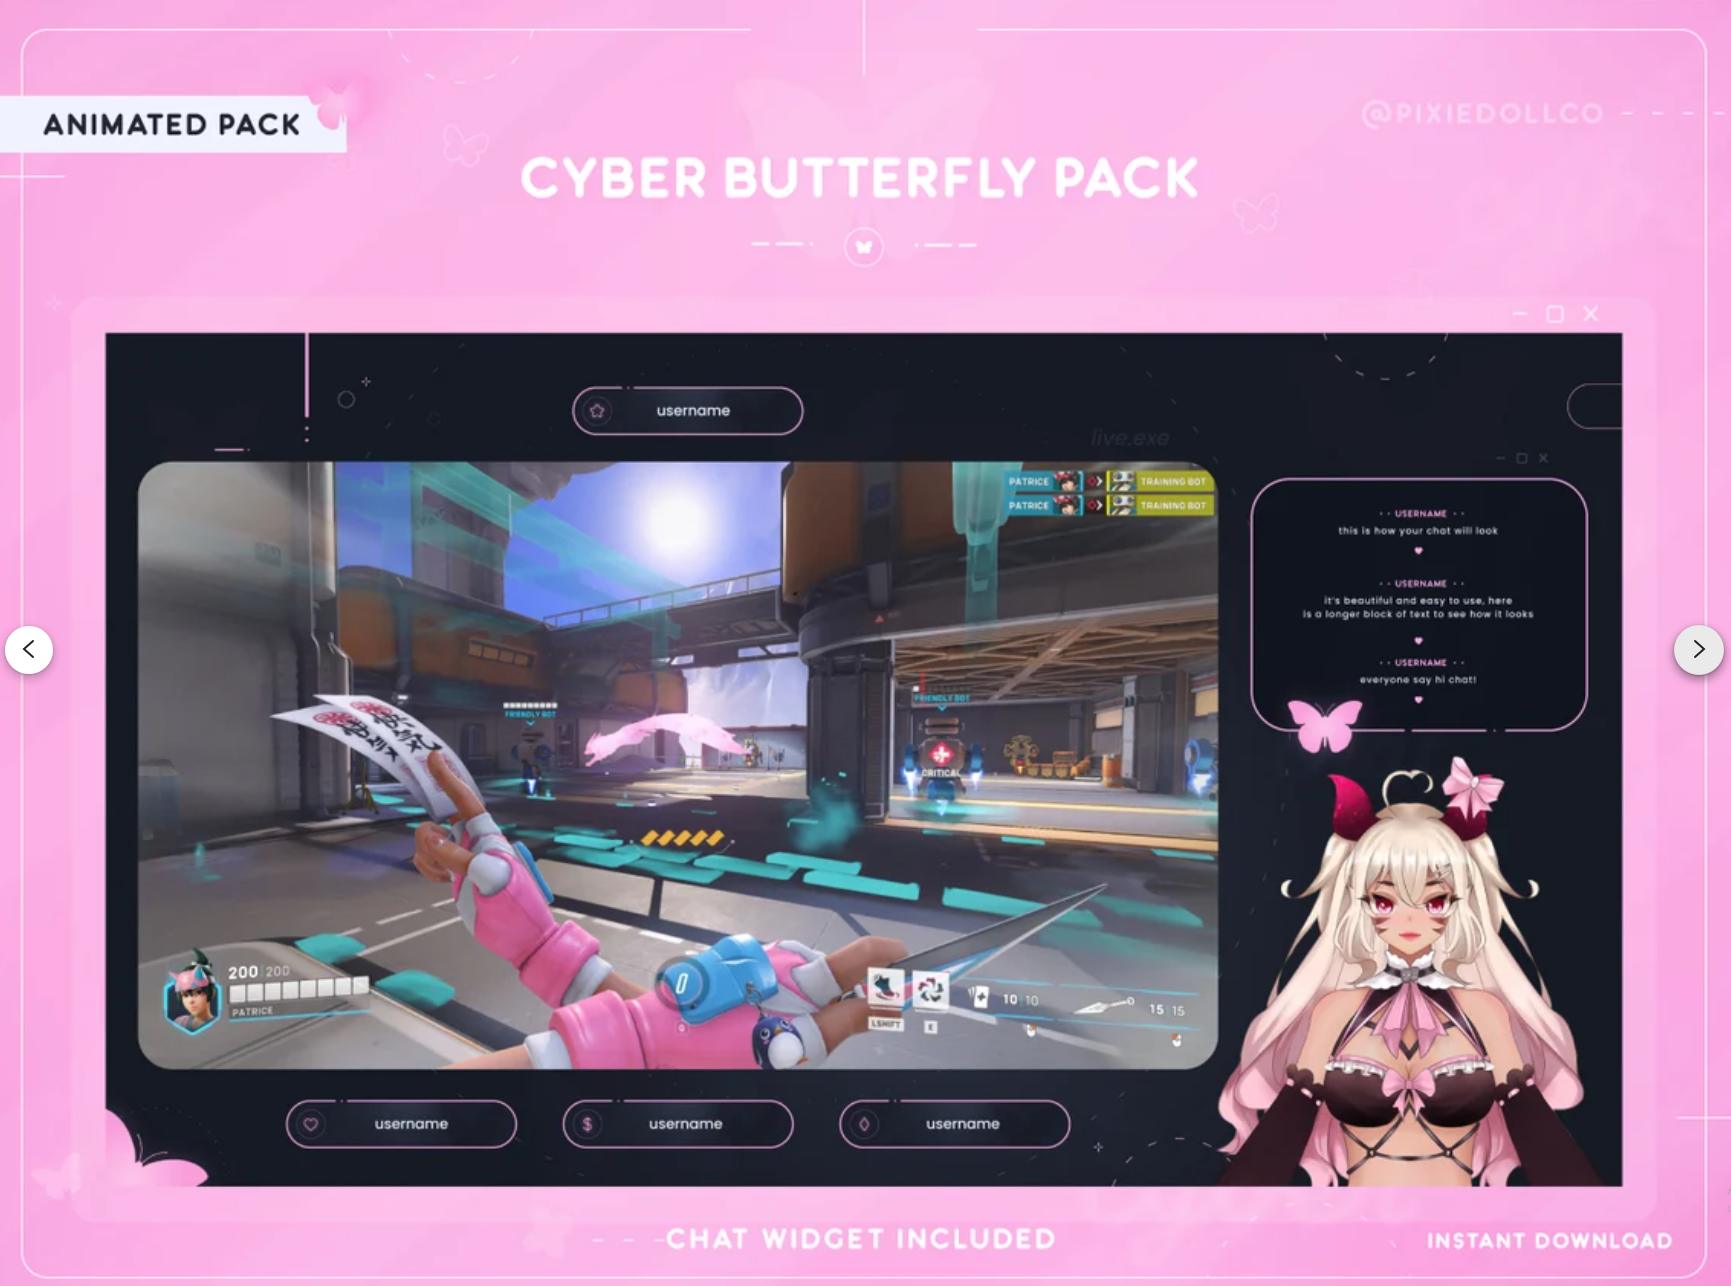 ANIMATED PACK
@PIXIEDOLLCO
CYBER BUTTERFLY PACK
username
live.exe
PATRICE TRAINING BOT
PATRICE TRAINING BOT
USERNAME
this is how your chat will look
USERNAME
it's beautiful and easy to use, here
is a longer block of text to see how it looks
USERNAME
everyone say hi chat!
FRIENDLY BOT
FRIENDLY BOT
CRITICAL
200 200
PATRICE
0
10 10
15 15
LSHIFT
E
Q
username
$ username
username
CHAT WIDGET INCLUDED
INSTANT DOWNLOAD